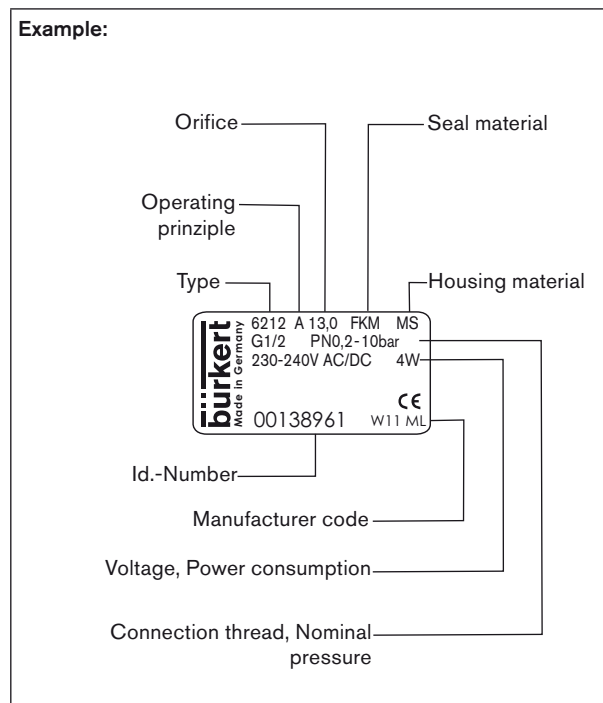 Example:
Orifice
Seal material
Operating
prinziple
Type
Housing material
6212 A 13,0 FKM MS
G1/2 PN0,2-10bar
230-240V AC/DC 4W
CE
00138961 W11 ML
bürkert
Made in Germany
Id.-Number
Manufacturer code
Voltage, Power consumption
Connection thread, Nominal
pressure